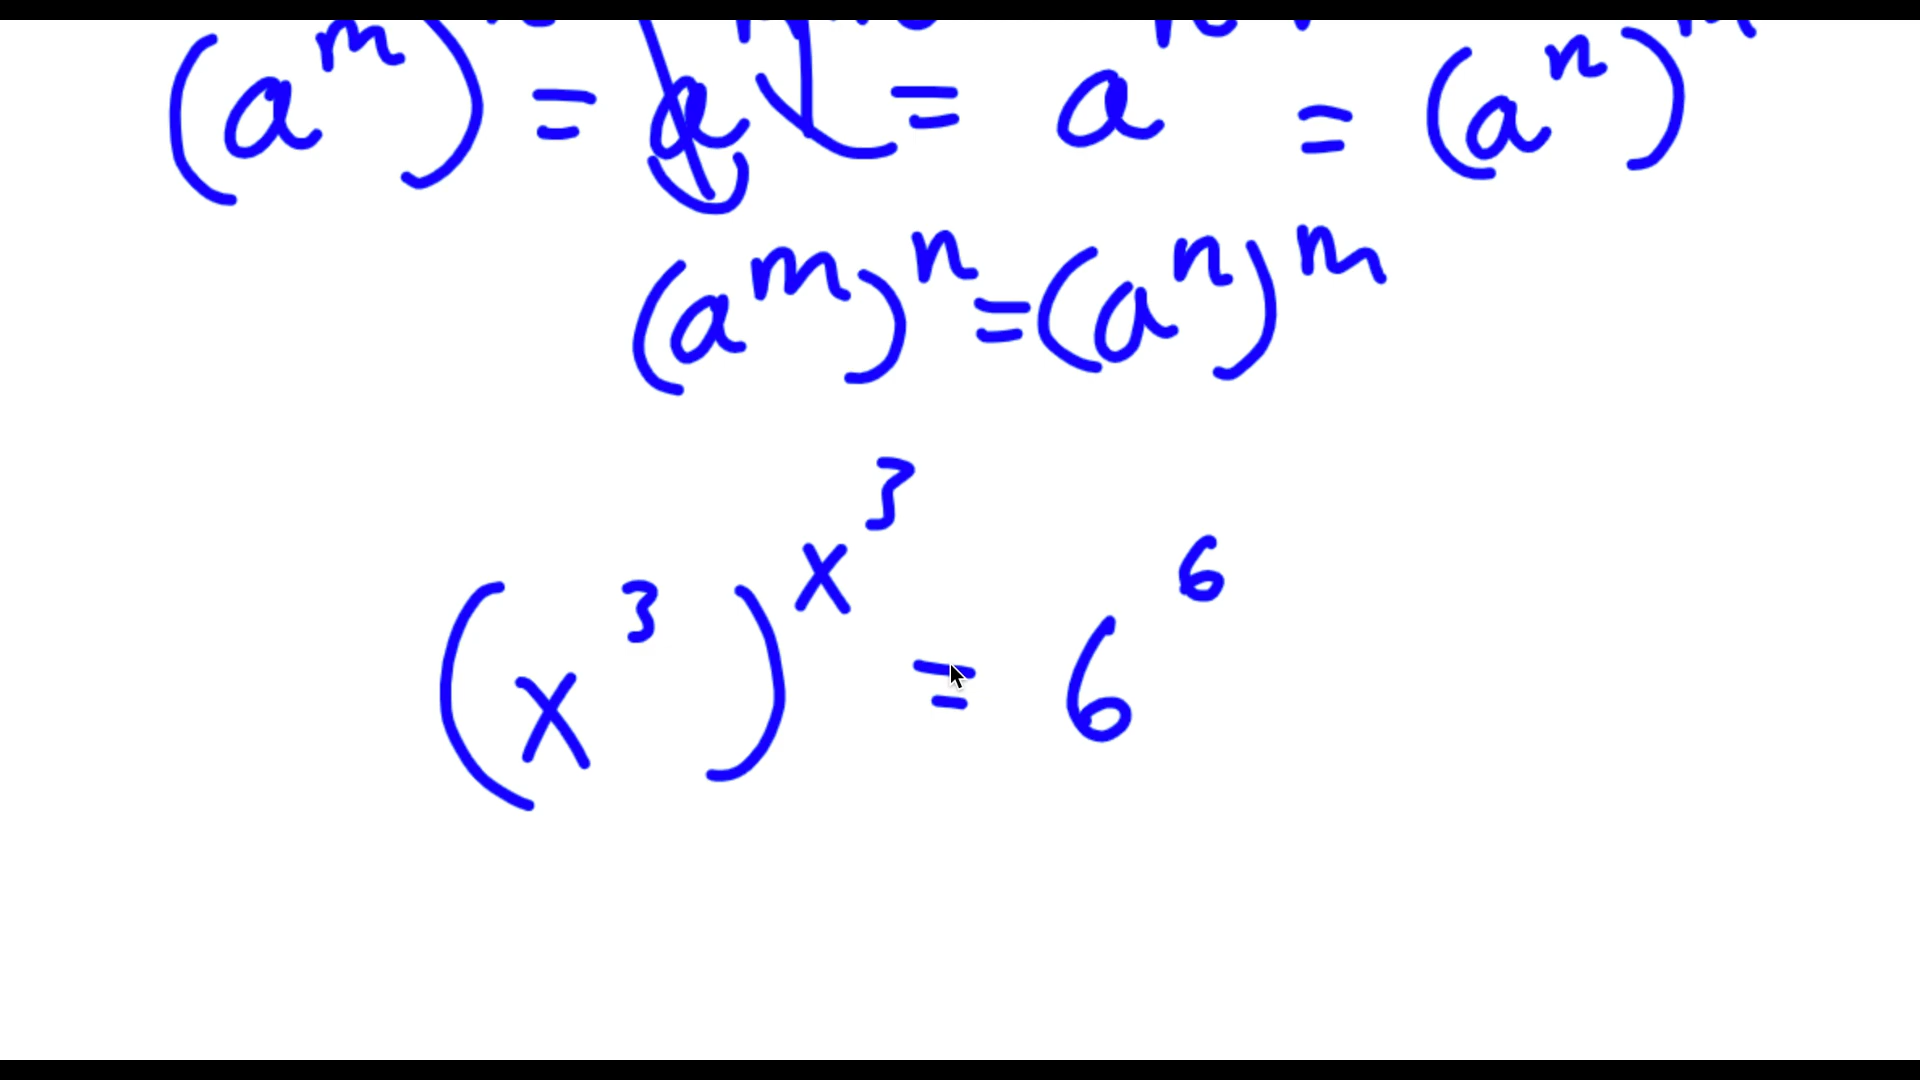 (a^m) = a = a = (a^n)
(a^m)^n = (a^n)^m
(x^3)^x^3 = 6^6